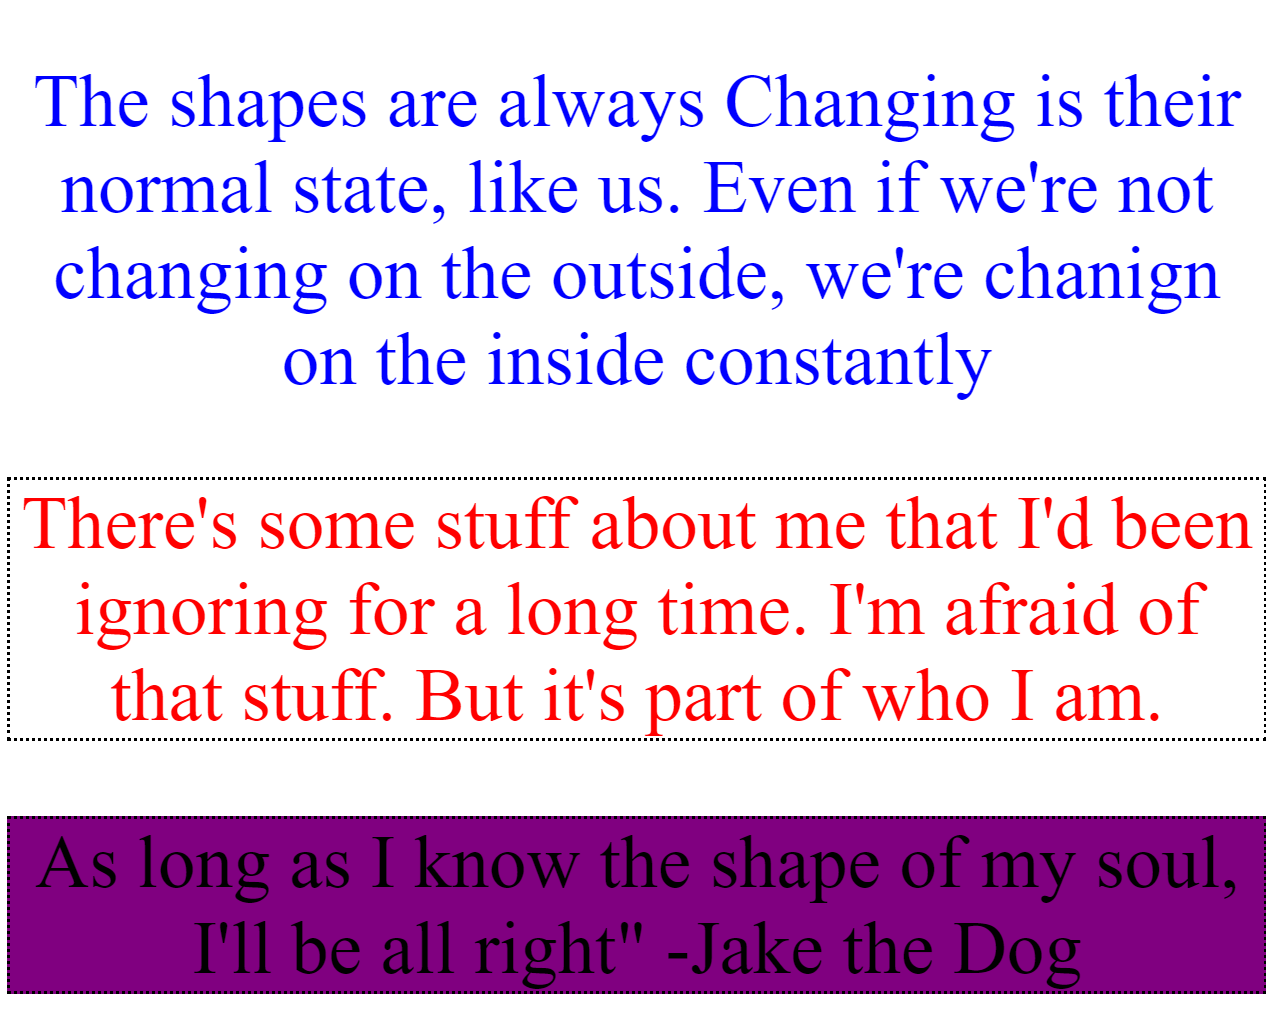 The shapes are always Changing is their
normal state, like us. Even if we're not
changing on the outside, we're chanign
on the inside constantly
There's some stuff about me that I'd been
ignoring for a long time. I'm afraid of
that stuff. But it's part of who I am.
As long as I know the shape of my soul,
I'll be all right" -Jake the Dog